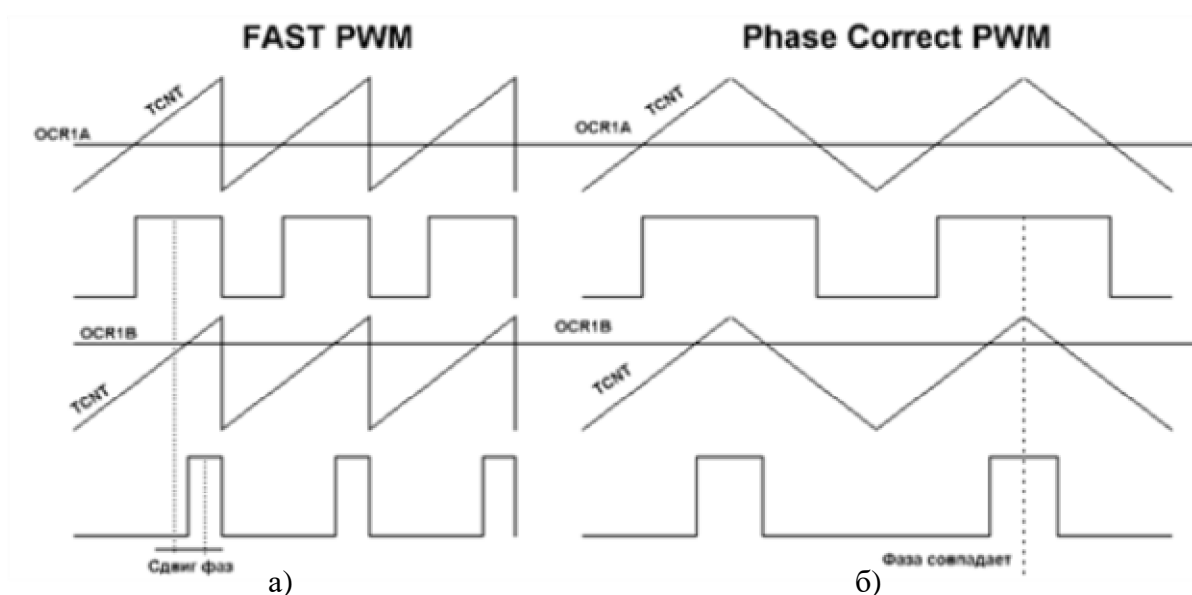 FAST PWM
TCNT
OCR1A
OCR1B
TCNT
Сдвиг фаз
а)
Phase Correct PWM
TCNT
OCR1A
OCR1B
TCNT
Фаза совпадает
б)